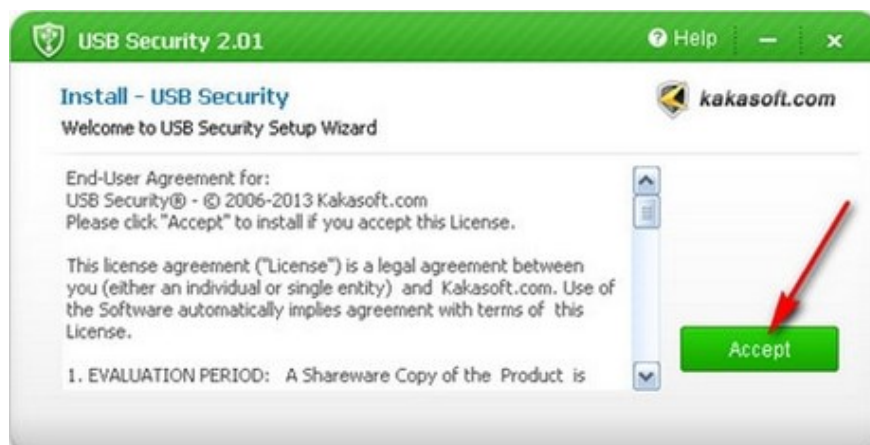 USB Security 2.01
Help
Install - USB Security
Welcome to USB Security Setup Wizard
kakasoft.com
End-User Agreement for:
USB Security® - © 2006-2013 Kakasoft.com
Please click "Accept" to install if you accept this License.
This license agreement ("License") is a legal agreement between
you (either an individual or single entity) and Kakasoft.com. Use of
the Software automatically implies agreement with terms of this
License.
1. EVALUATION PERIOD: A Shareware Copy of the Product is
Accept